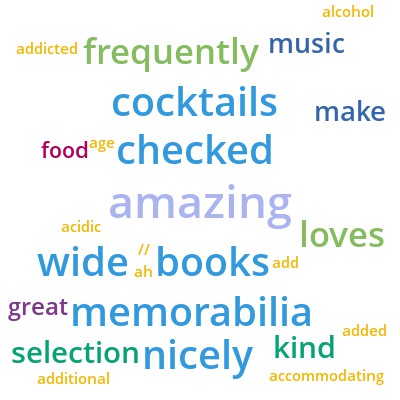 alcohol
addicted frequently music
cocktails make
food age checked
amazing
acidic loves
wide // ah books add
great memorabilia
added
selection nicely kind
additional accommodating